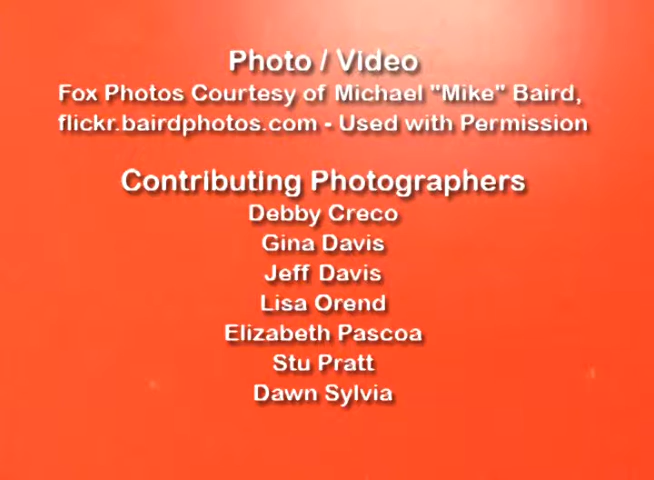 Photo / Video
Fox Photos Courtesy of Michael "Mike" Baird,
flickr.bairdphotos.com - Used with Permission
Contributing Photographers
Debby Creco
Gina Davis
Jeff Davis
Lisa Orend
Elizabeth Pascoa
Stu Pratt
Dawn Sylvia